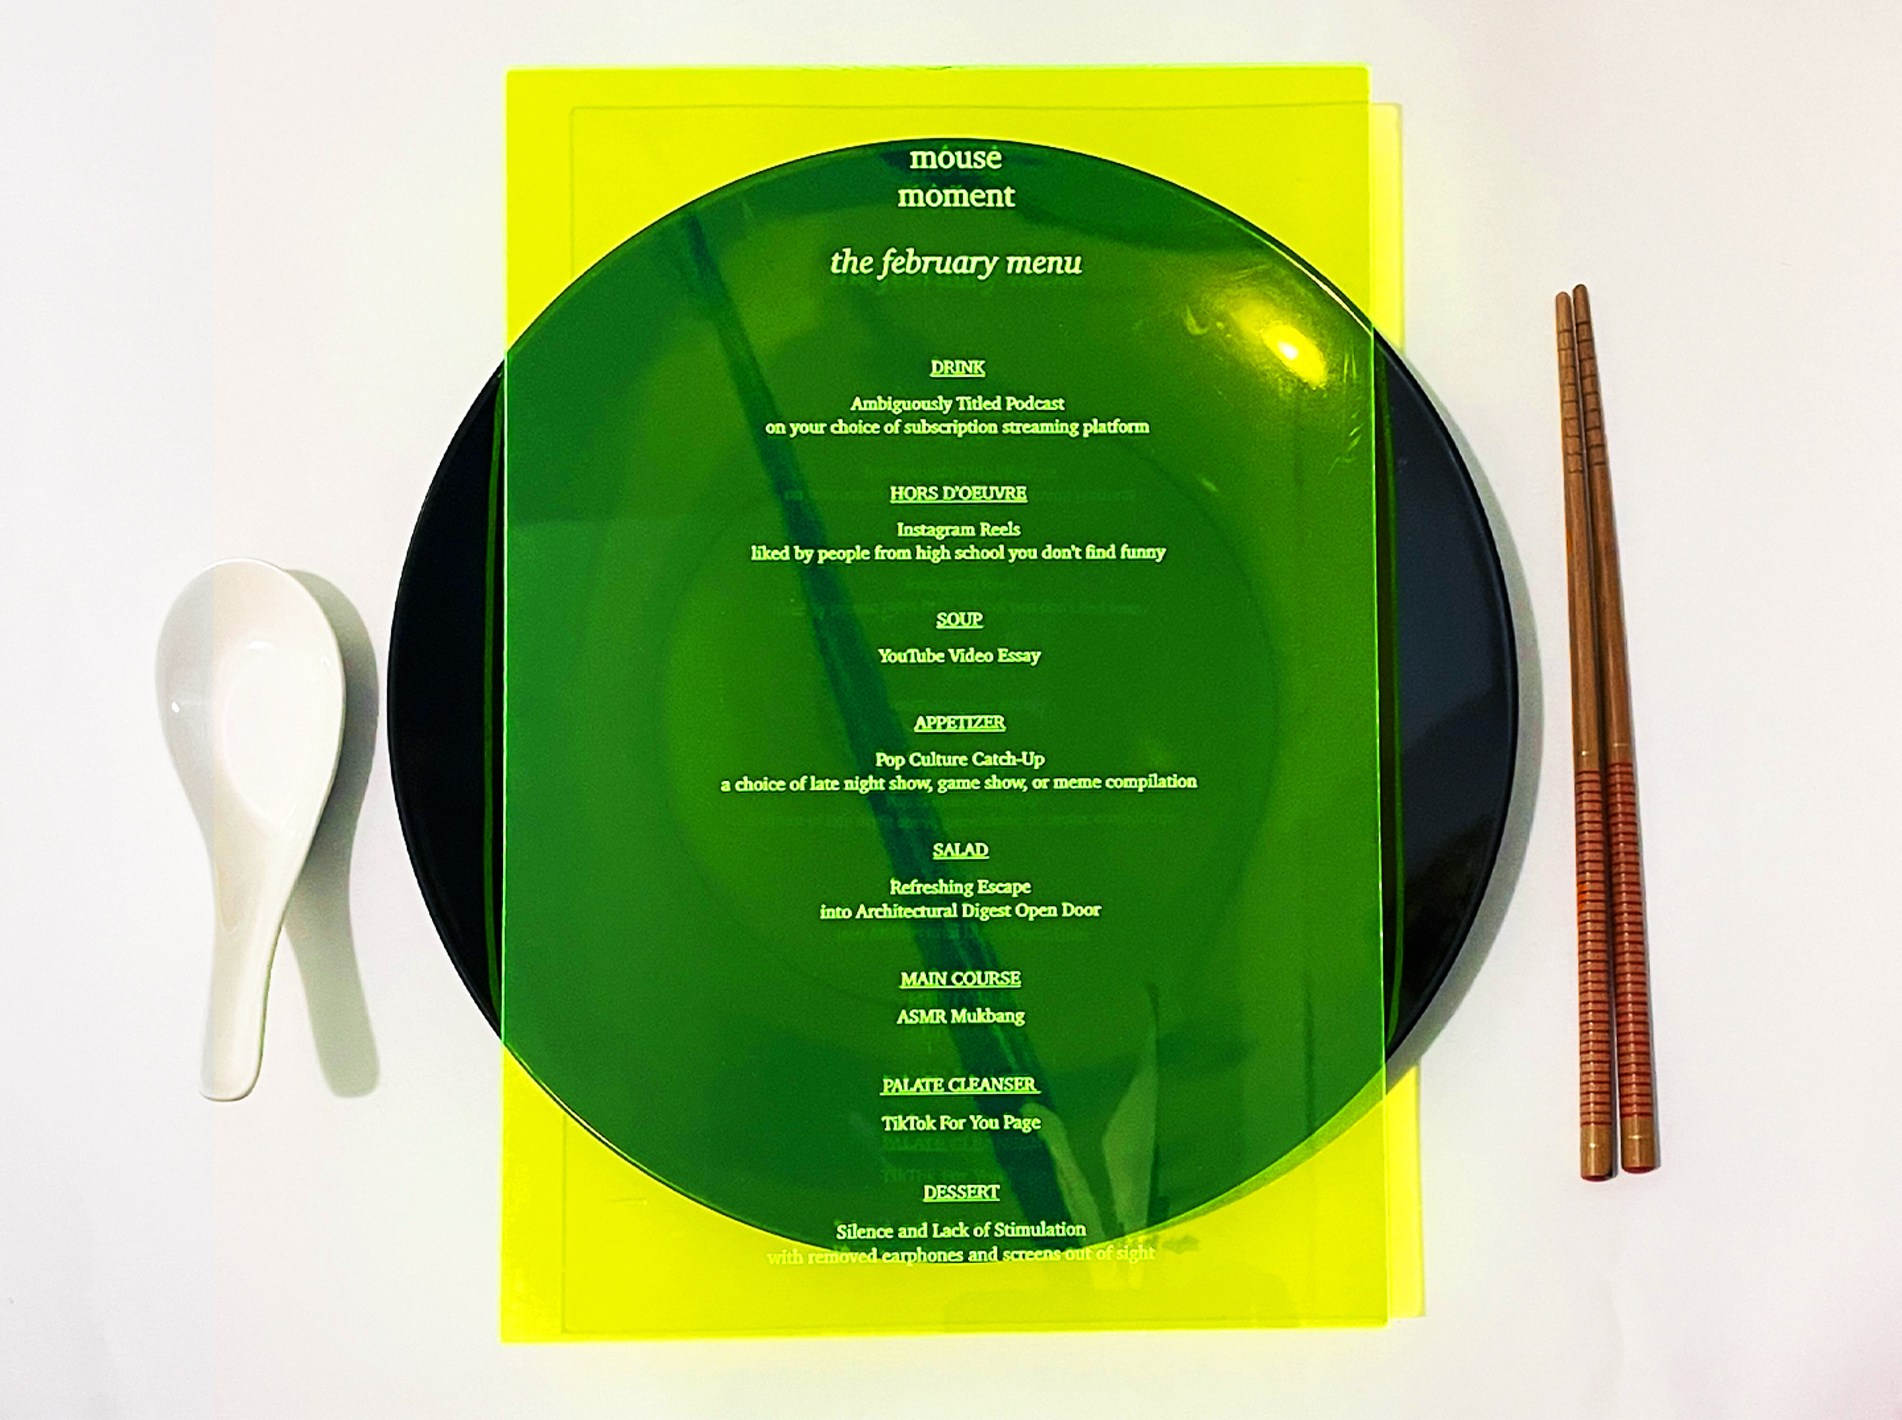 mouse
moment
the february menu
DRINK
Ambiguously Titled Podcast
on your choice of subscription streaming platform
HORS D'OEUVRE
Instagram Reels
liked by people from high school you don't find funny
SOUP
YouTube Video Essay
APPETIZER
Pop Culture Catch-Up
a choice of late night show, game show, or meme compilation
SALAD
Refreshing Escape
into Architectural Digest Open Door
MAIN COURSE
ASMR Mukbang
PALATE CLEANSER
TikTok For You Page
DESSERT
Silence and Lack of Stimulation
with removed earphones and screens out of sight